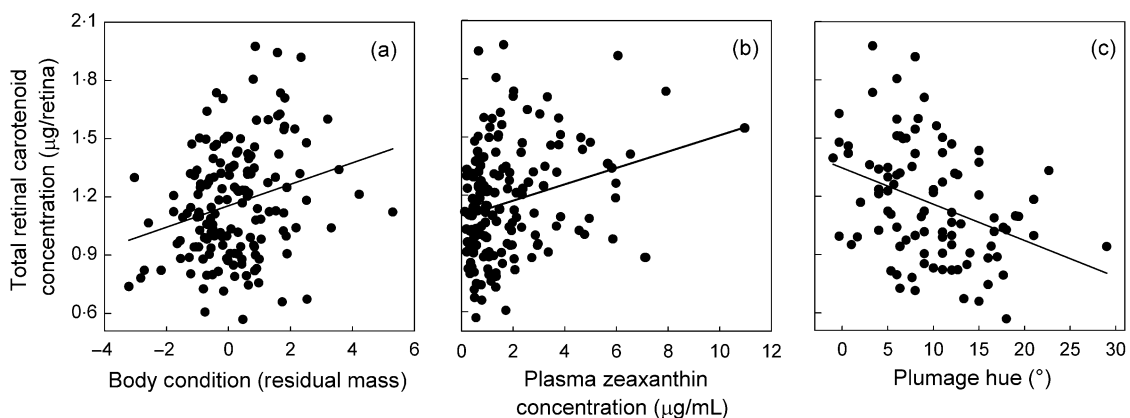 Total retinal carotenoid
concentration (μg/retina)
2·1
1·8
1·5
1·2
0·9
0·6
(a)
−4
−2
0
2
4
6
Body condition (residual mass)
(b)
0
2
4
6
8
10
12
Plasma zeaxanthin
concentration (μg/mL)
(c)
0
5
10
15
20
25
30
Plumage hue (°)